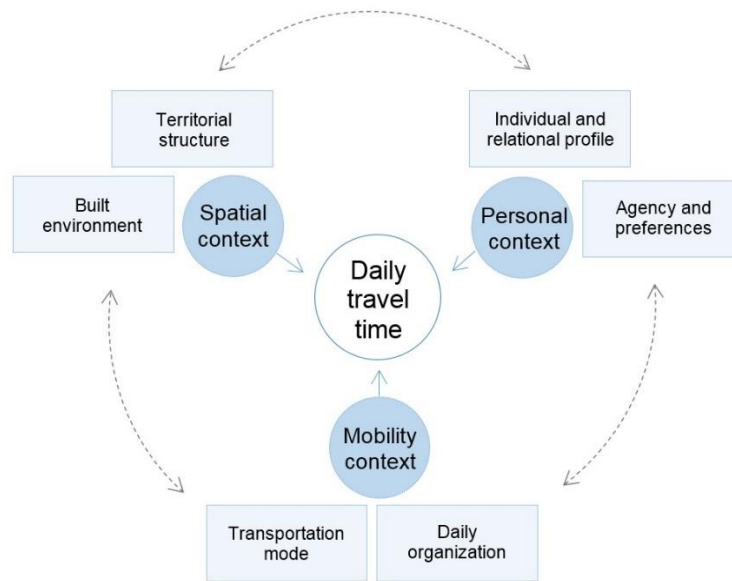 Territorial
structure
Individual and
relational profile
Built
environment
Spatial
context
Personal
context
Agency and
preferences
Daily
travel
time
Mobility
context
Transportation
mode
Daily
organization